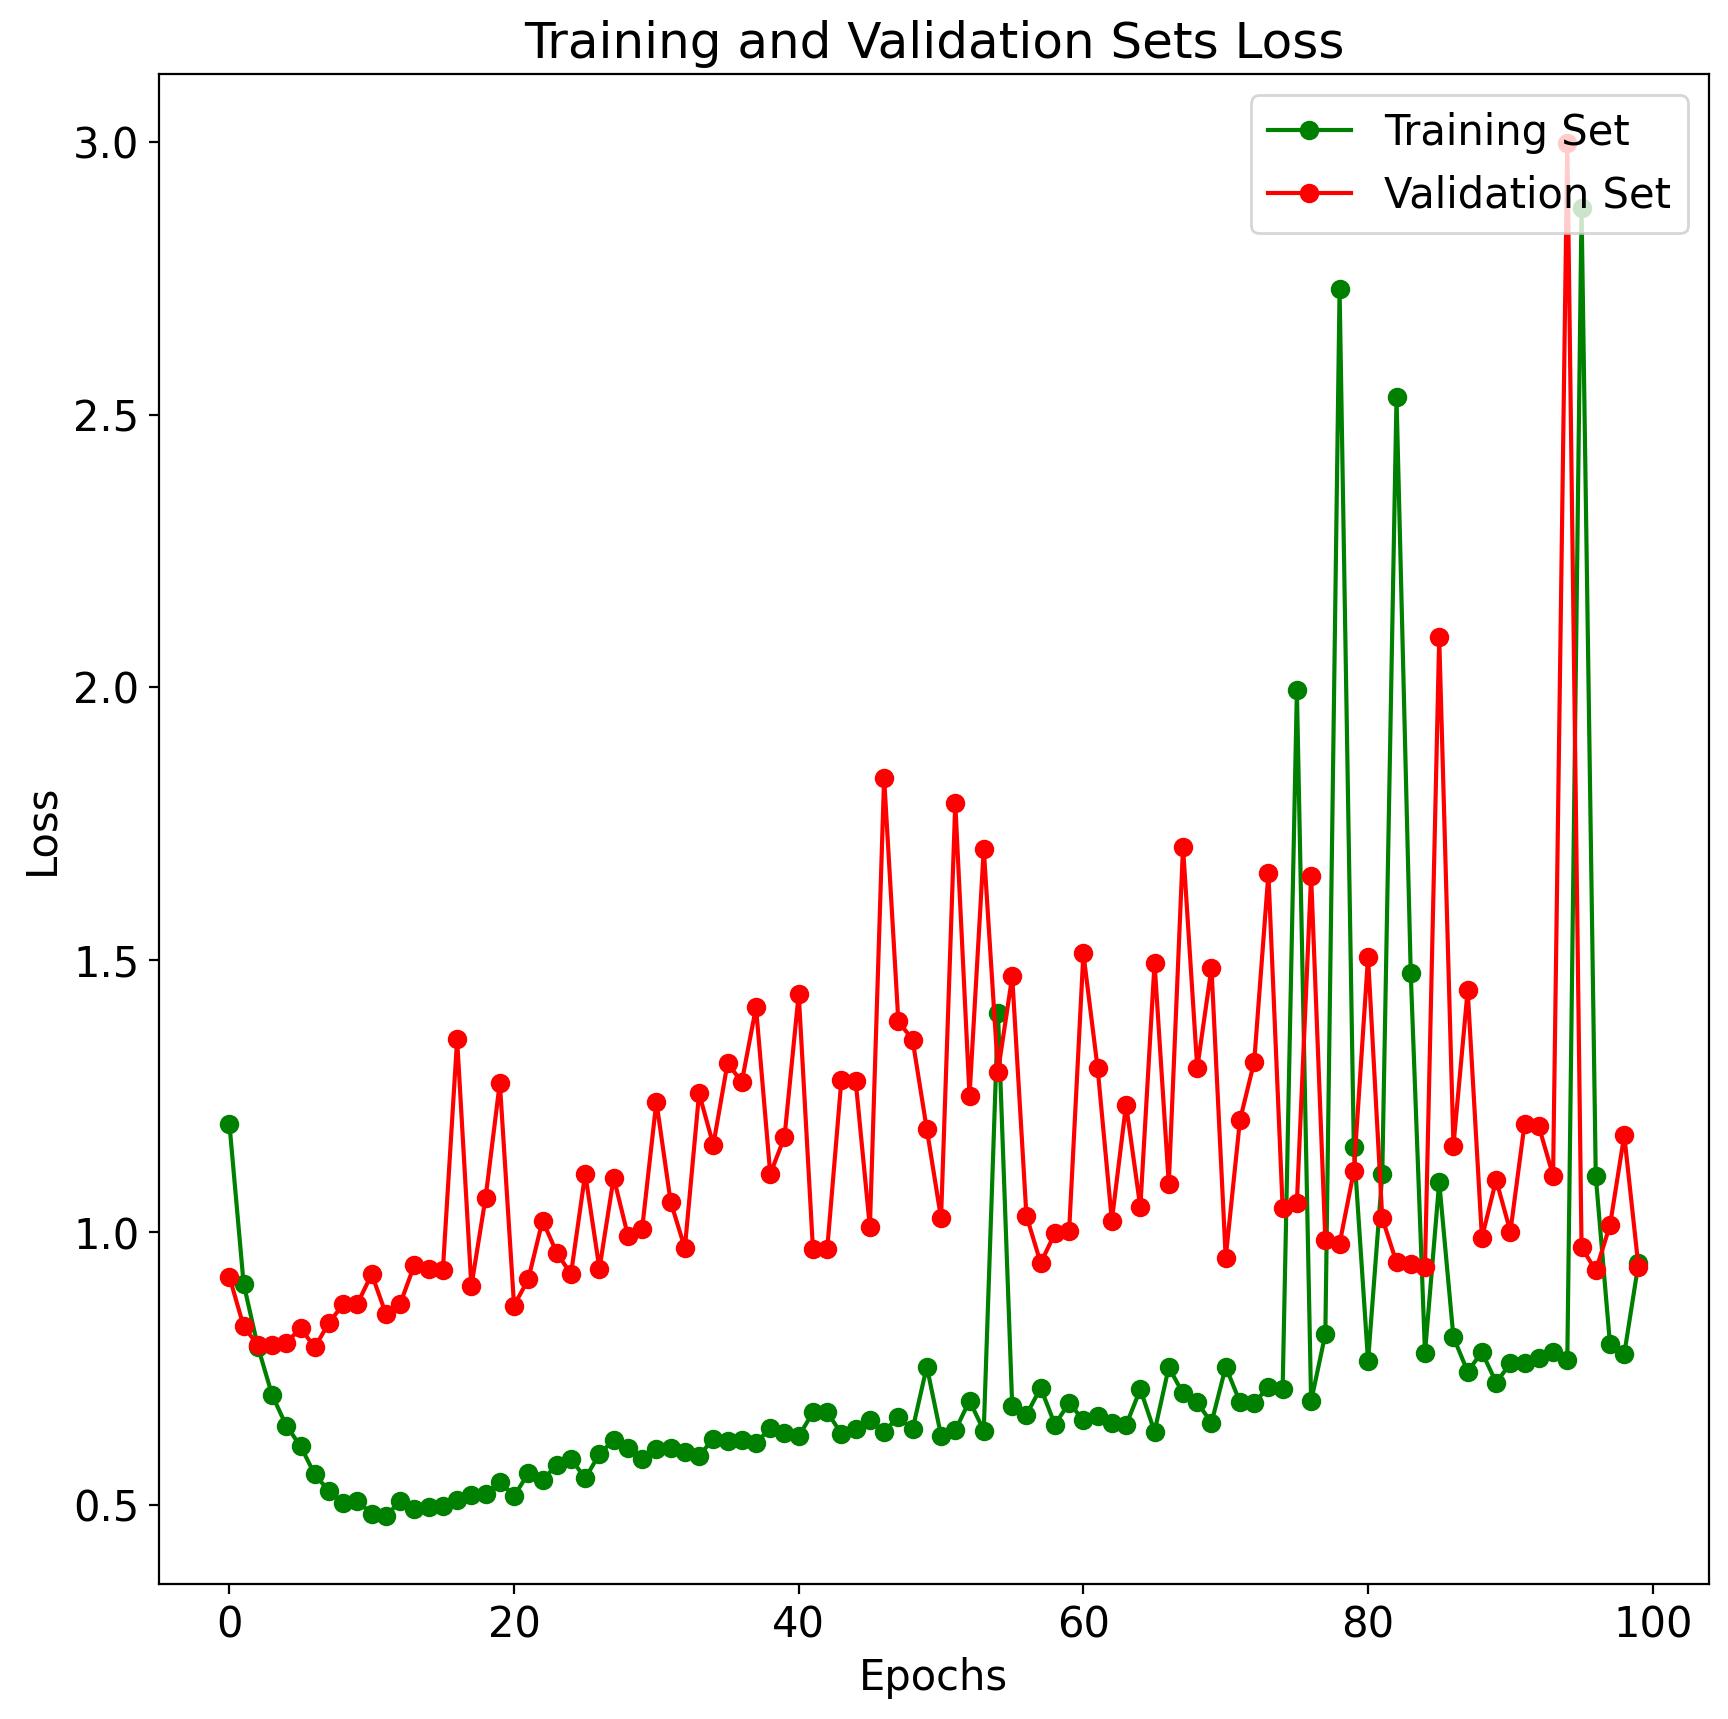 Training and Validation Sets Loss
Training Set
Validation Set
3.0
2.5
2.0
1.5
1.0
0.5
Loss
0 20 40 60 80 100
Epochs